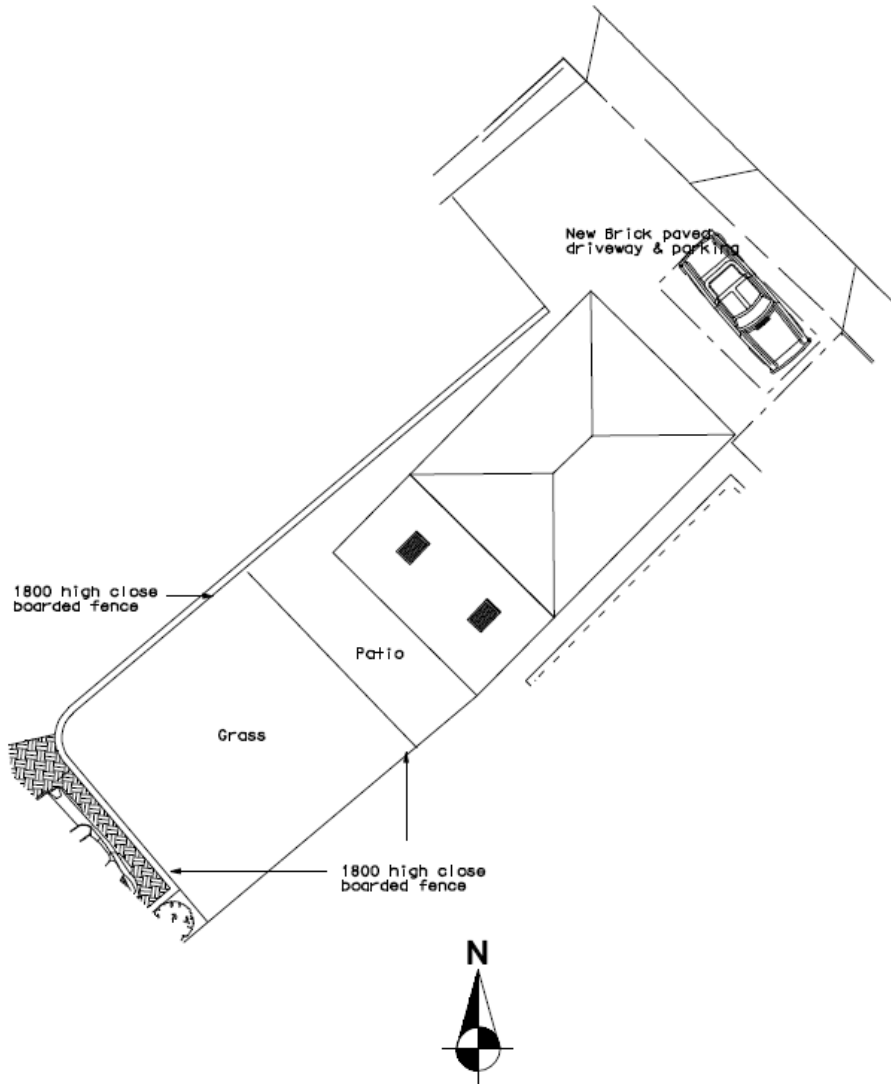 New Brick paved
driveway & parking
1800 high close
boarded fence
Patio
Grass
1800 high close
boarded fence
N